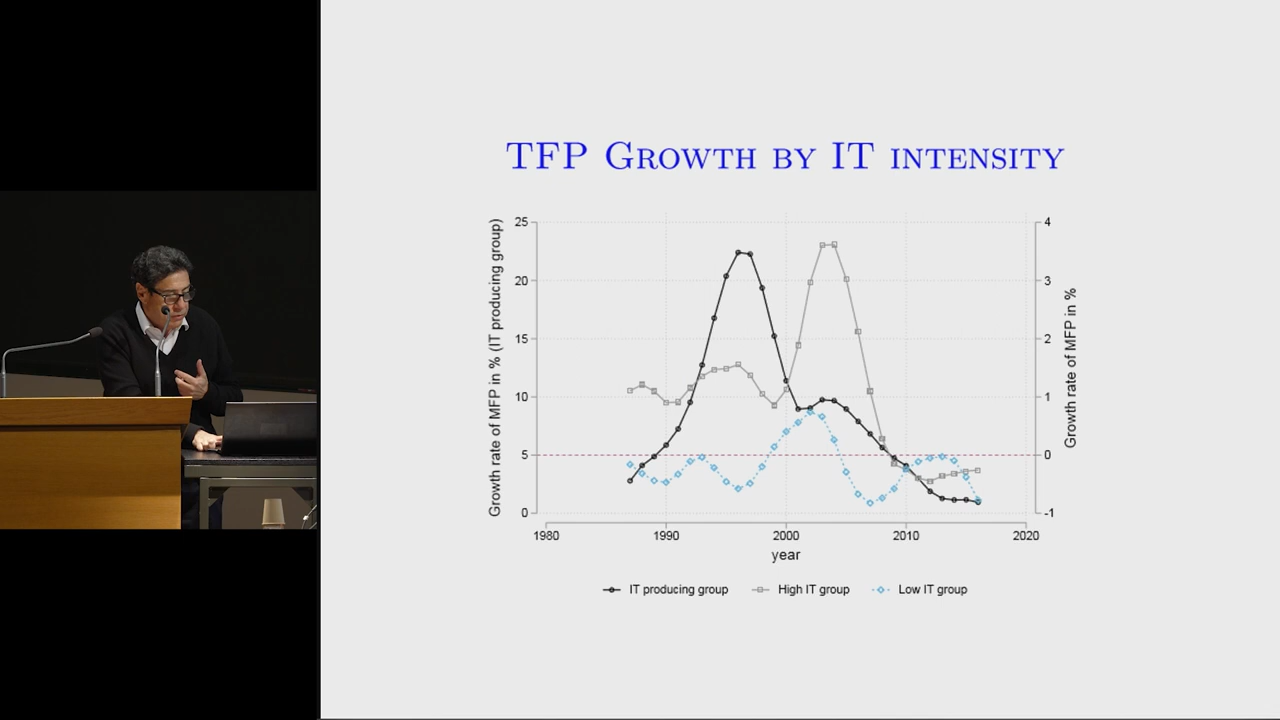 TFP Growth by IT intensity
Growth rate of MFP in % (IT producing group)
25
20
15
10
5
0
4
3
2
1
0
-1
Growth rate of MFP in %
1980 1990 2000 2010 2020
year
IT producing group High IT group Low IT group